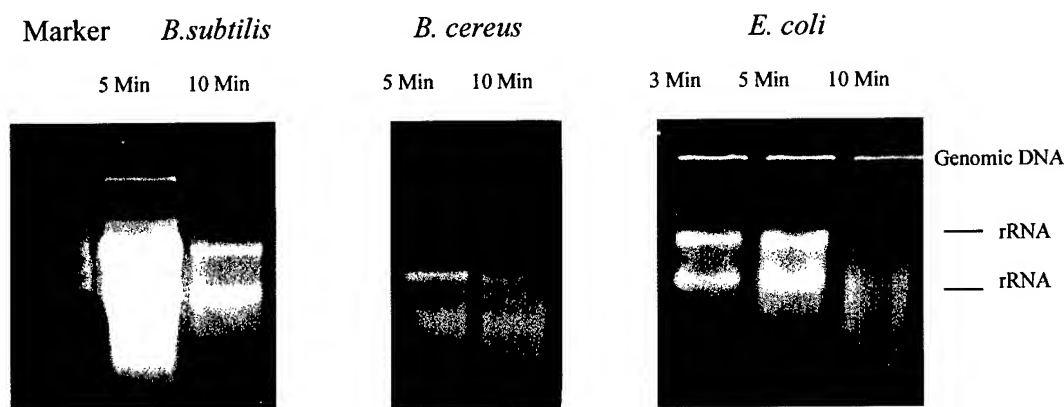 Marker B.subtilis B. cereus E. coli
5 Min 10 Min 5 Min 10 Min 3 Min 5 Min 10 Min
Genomic DNA
rRNA
rRNA